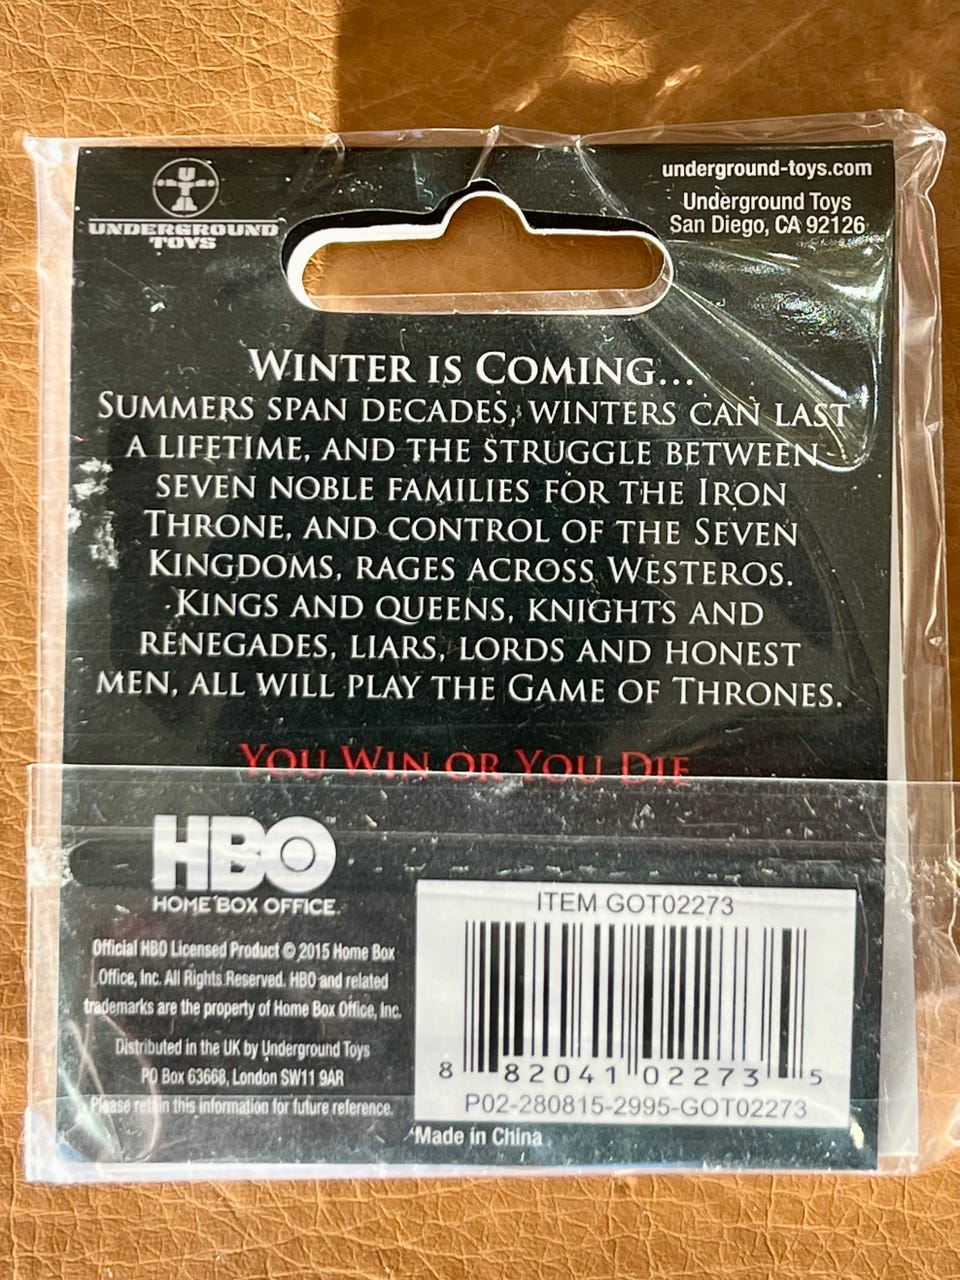 U T
UNDERGROUND
TOYS
underground-toys.com
Underground Toys
San Diego, CA 92126
WINTER IS COMING...
SUMMERS SPAN DECADES, WINTERS CAN LAST
A LIFETIME, AND THE STRUGGLE BETWEEN
SEVEN NOBLE FAMILIES FOR THE IRON
THRONE, AND CONTROL OF THE SEVEN
KINGDOMS, RAGES ACROSS WESTEROS.
KINGS AND QUEENS, KNIGHTS AND
RENEGADES, LIARS, LORDS AND HONEST
MEN, ALL WILL PLAY THE GAME OF THRONES.
YOU WIN OR YOU DIE
HBO
HOME BOX OFFICE.
Official HBO Licensed Product © 2015 Home Box
Office, Inc. All Rights Reserved. HBO and related
trademarks are the property of Home Box Office, Inc.
Distributed in the UK by Underground Toys
PO Box 63668, London SW11 9AR
Please retain this information for future reference.
ITEM GOT02273
8 82041 02273 5
P02-280815-2995-GOT02273
Made in China